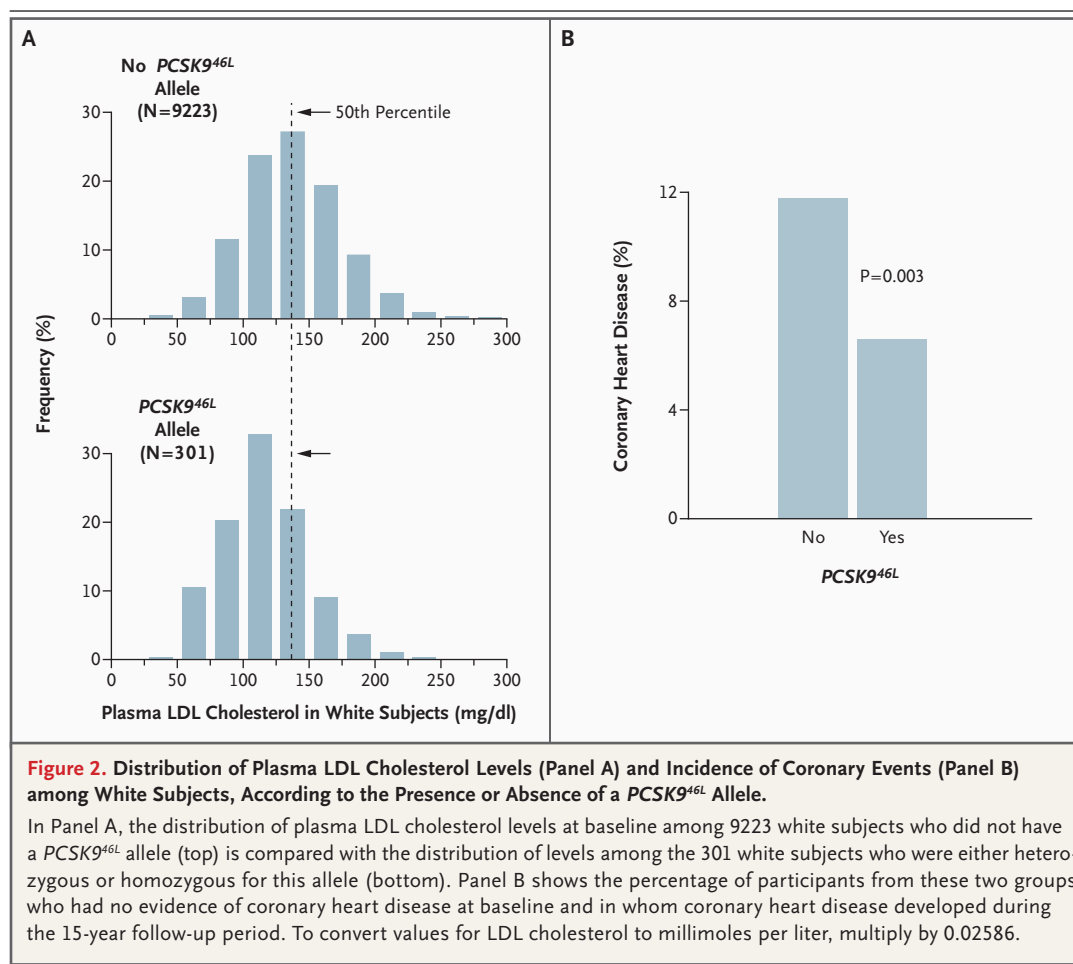 A
No PCSK9⁴⁶ᴸ
Allele
(N=9223)
50th Percentile
30
20
10
0
0 50 100 150 200 250 300
Frequency (%)
PCSK9⁴⁶ᴸ
Allele
(N=301)
30
20
10
0
0 50 100 150 200 250 300
Plasma LDL Cholesterol in White Subjects (mg/dl)
B
12
8
4
0
Coronary Heart Disease (%)
P=0.003
No Yes
PCSK9⁴⁶ᴸ
Figure 2. Distribution of Plasma LDL Cholesterol Levels (Panel A) and Incidence of Coronary Events (Panel B)
among White Subjects, According to the Presence or Absence of a PCSK9⁴⁶ᴸ Allele.
In Panel A, the distribution of plasma LDL cholesterol levels at baseline among 9223 white subjects who did not have
a PCSK9⁴⁶ᴸ allele (top) is compared with the distribution of levels among the 301 white subjects who were either hetero-
zygous or homozygous for this allele (bottom). Panel B shows the percentage of participants from these two groups
who had no evidence of coronary heart disease at baseline and in whom coronary heart disease developed during
the 15-year follow-up period. To convert values for LDL cholesterol to millimoles per liter, multiply by 0.02586.